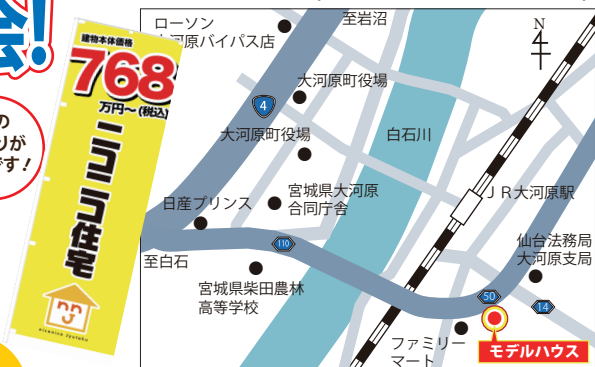 建物本体価格
768
万円～(税込)
ニコニコ住宅
niconico jyutaku
の
りが
です!
ローソン
大河原バイパス店
至岩沼
N
4
大河原町役場
4
大河原町役場
白石川
日産プリンス
宮城県大河原
合同庁舎
JR大河原駅
至白石
110
宮城県柴田農林
高等学校
仙台法務局
大河原支局
50
14
ファミリー
マート
モデルハウス